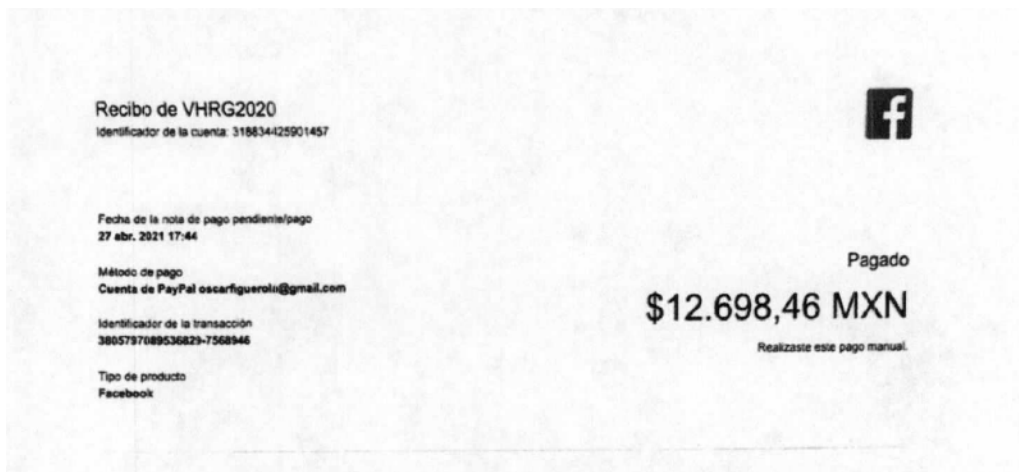 Recibo de VHRG2020
Identificador de la cuenta: 318834425901457
Fecha de la nota de pago pendiente/pago
27 abr. 2021 17:44
Método de pago
Cuenta de PayPal oscarfiguerolu@gmail.com
Identificador de la transacción
3805797089536829-7568946
Tipo de producto
Facebook
Pagado
$12.698,46 MXN
Realizaste este pago manual.